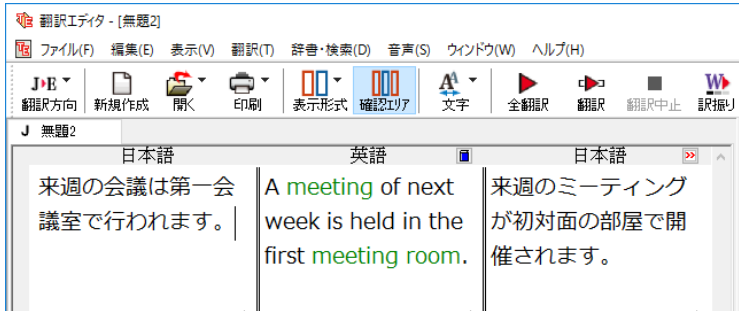 翻訳エディタ - [無題2]
ファイル(F) 編集(E) 表示(V) 翻訳(T) 辞書・検索(D) 音声(S) ウィンドウ(W) ヘルプ(H)
J▸E 翻訳方向 新規作成 開く 印刷 表示形式 確認エリア 文字 全翻訳 翻訳 翻訳中止 訳振り
J 無題2
日本語 英語 日本語
来週の会議は第一会
議室で行われます。
A meeting of next
week is held in the
first meeting room.
来週のミーティング
が初対面の部屋で開
催されます。